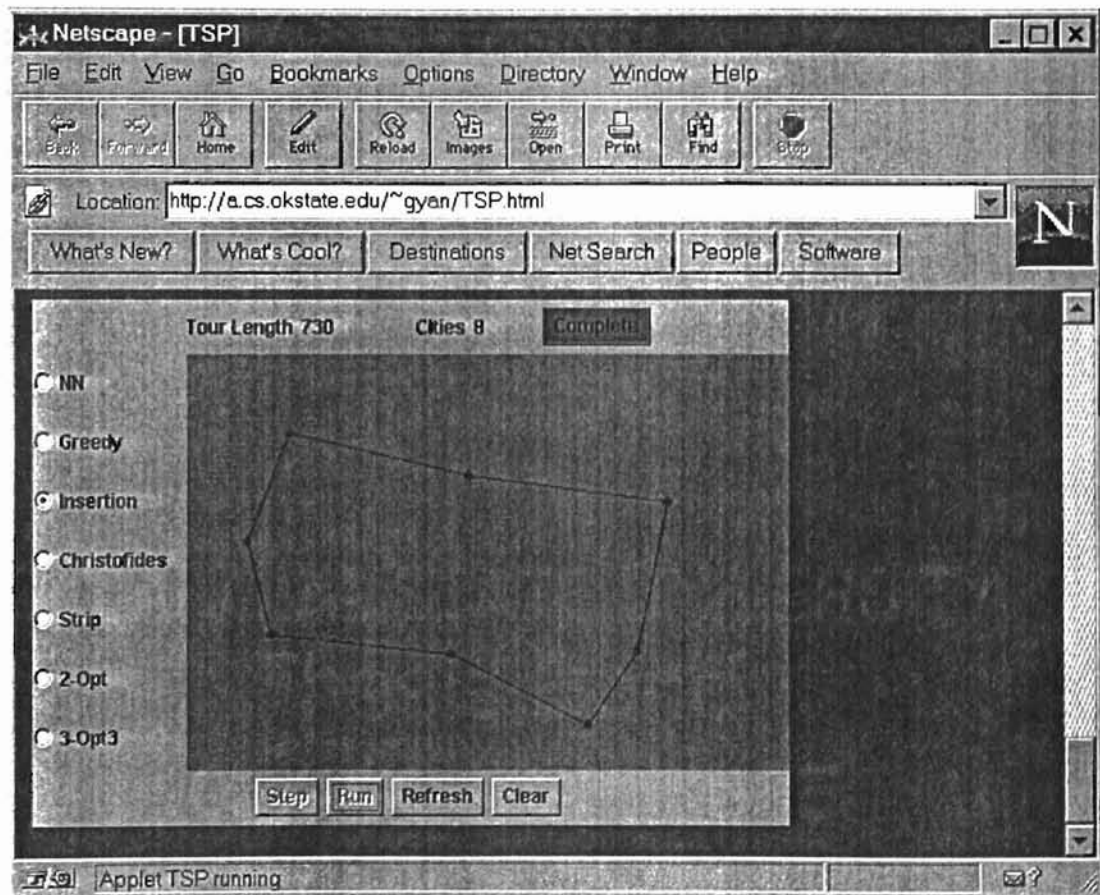 Netscape - [TSP]
File Edit View Go Bookmarks Options Directory Window Help
Back Forward Home Edit Reload Images Open Print Find Stop
Location: http://a.cs.okstate.edu/~gyan/TSP.html
N
What's New? What's Cool? Destinations Net Search People Software
Tour Length 730 Cities 8
NN
Greedy
Insertion
Christofides
Strip
2-Opt
3-Opt3
Step Run Refresh Clear
Applet TSP running
?